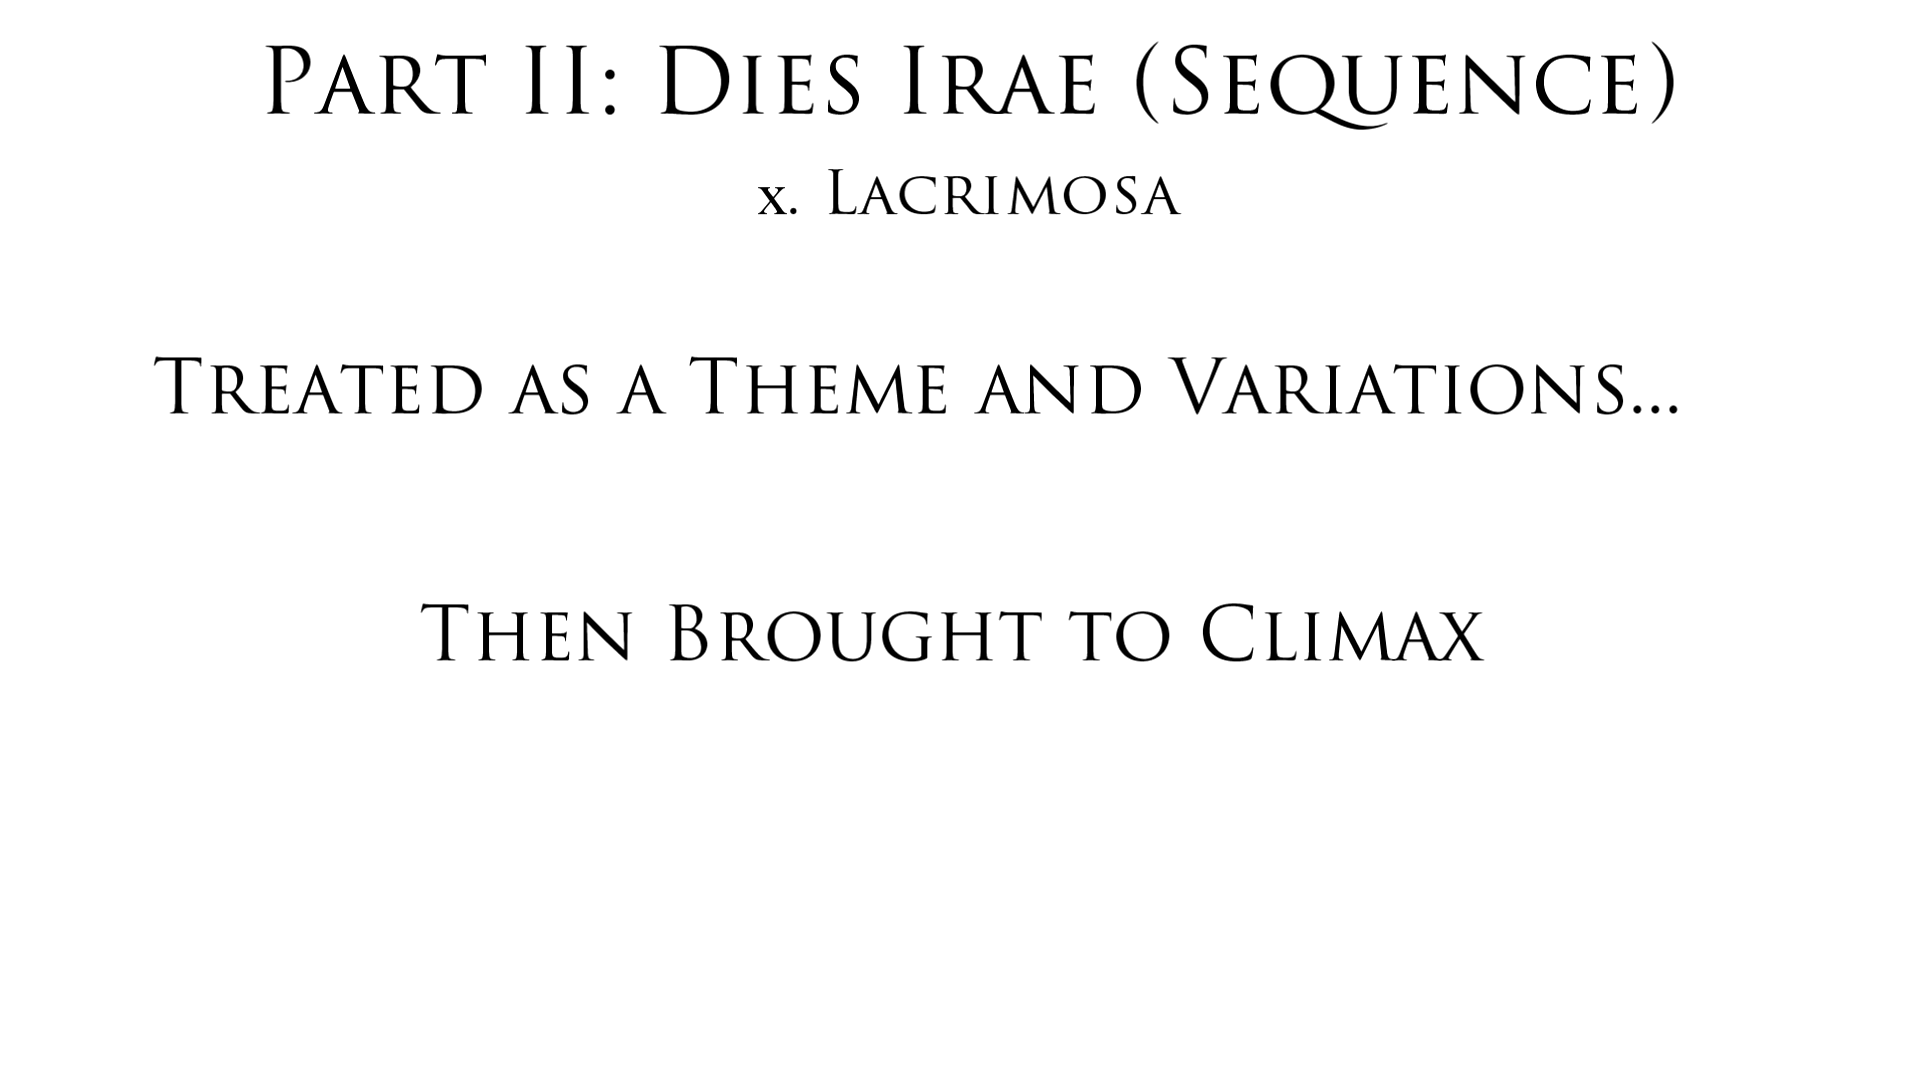 Part II: Dies Irae (Sequence)
x. Lacrimosa
Treated as a Theme and Variations...
Then Brought to Climax